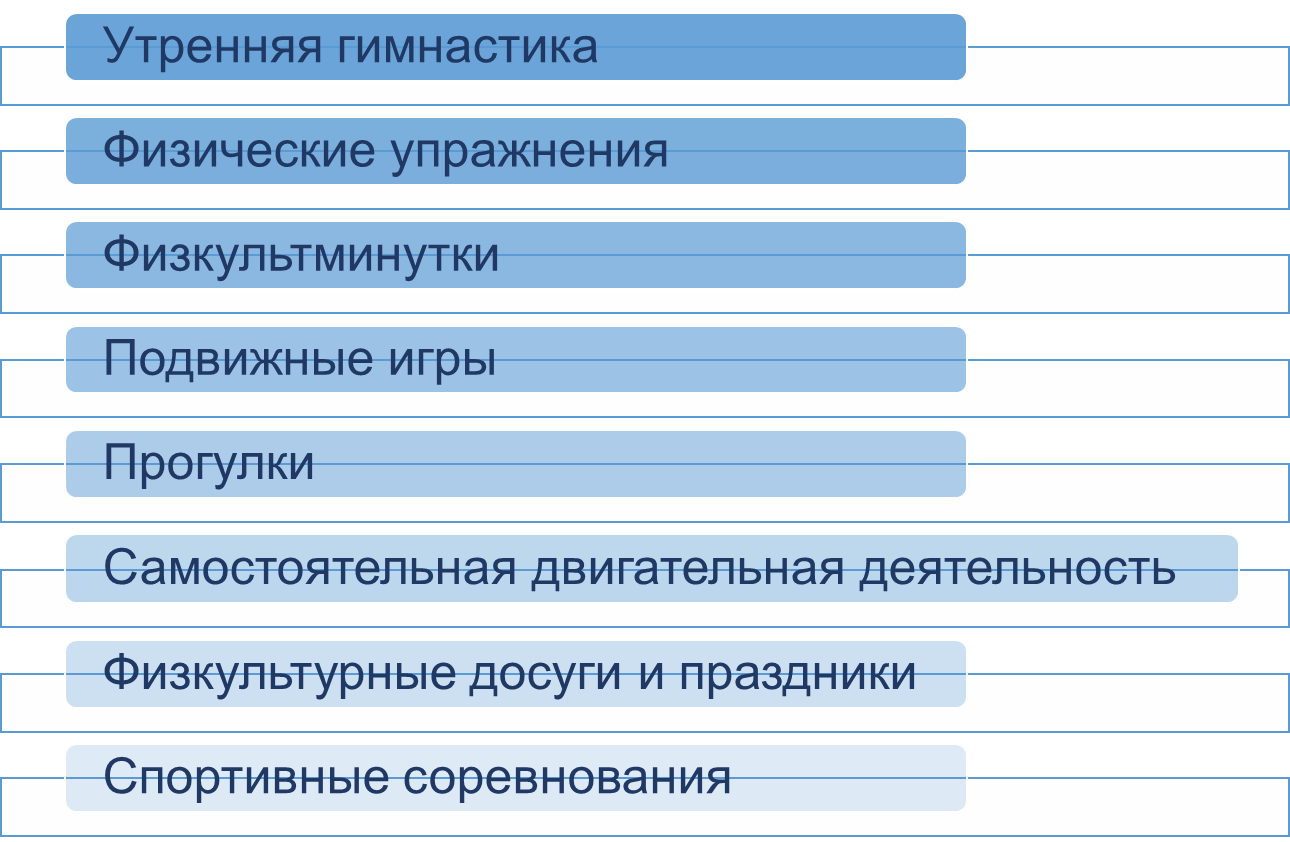 Утренняя гимнастика
Физические упражнения
Физкультминутки
Подвижные игры
Прогулки
Самостоятельная двигательная деятельность
Физкультурные досуги и праздники
Спортивные соревнования